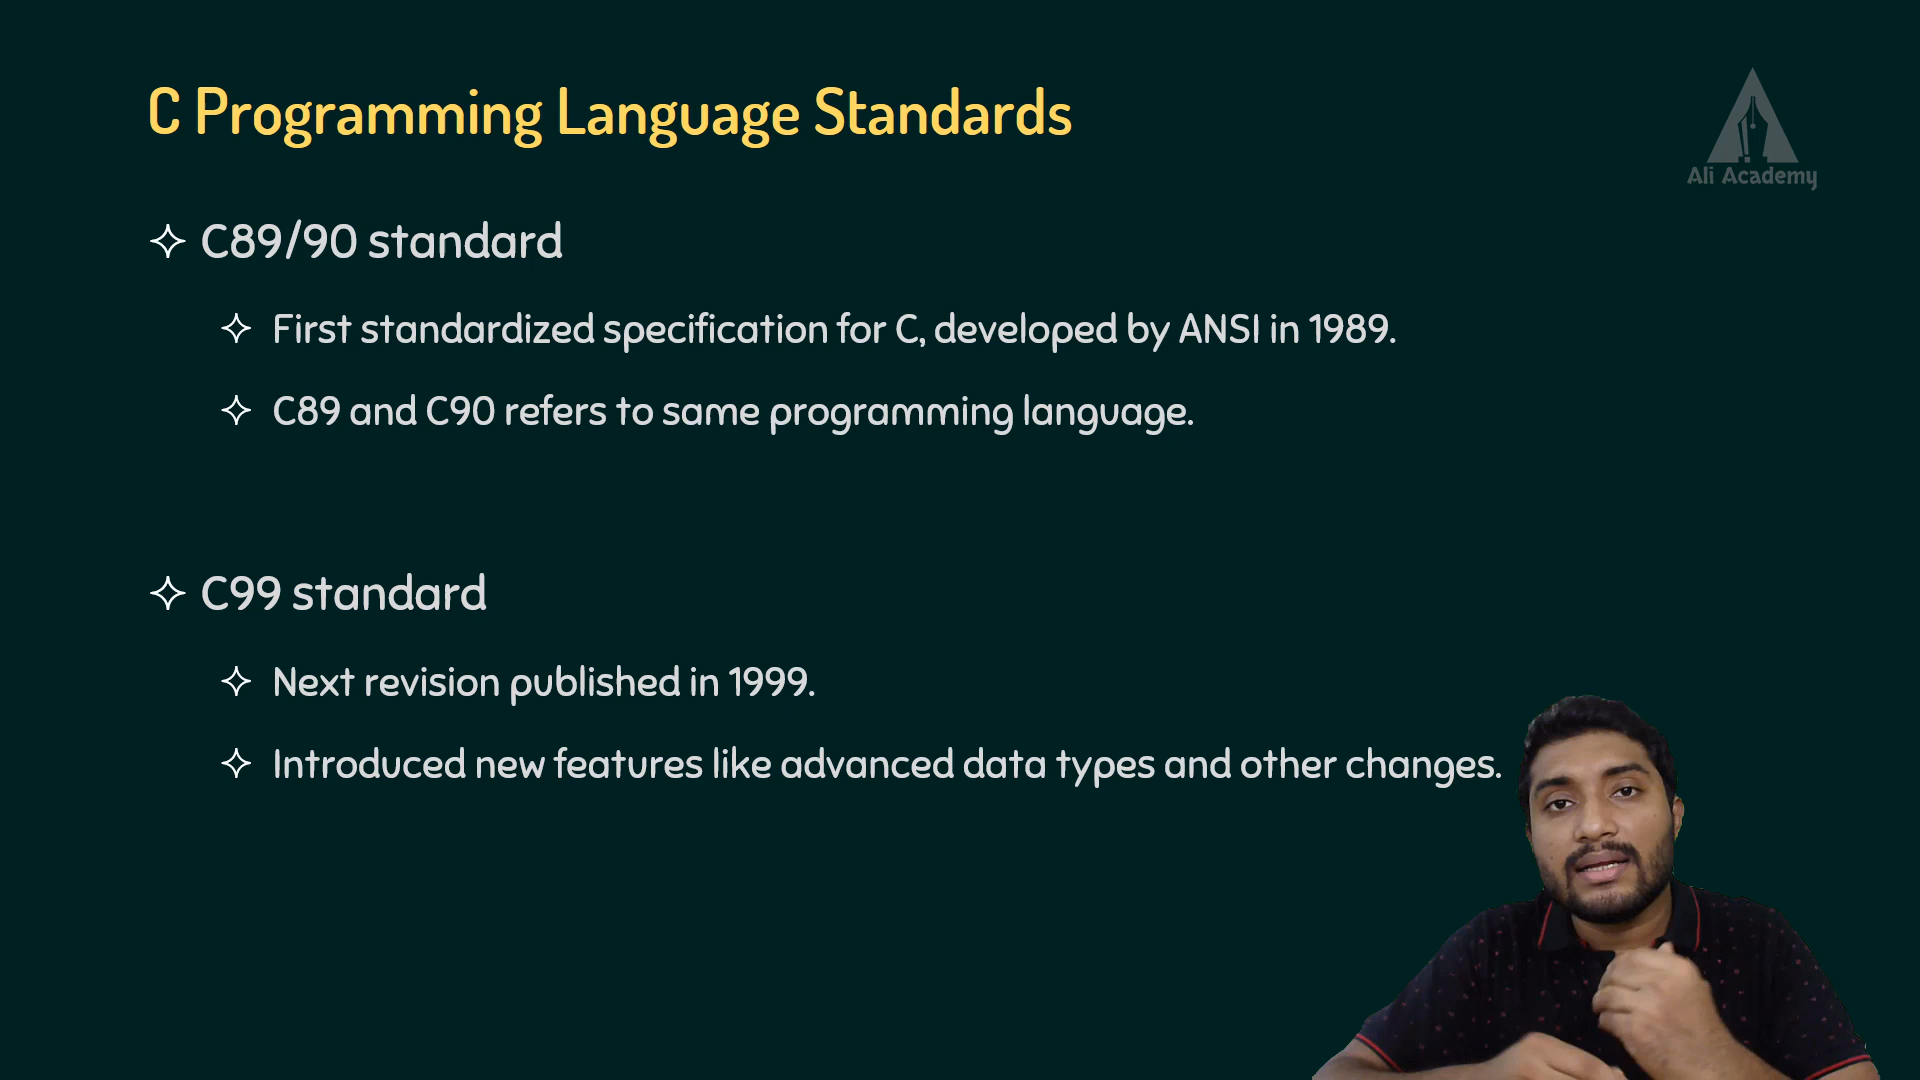 C Programming Language Standards
Ali Academy
C89/90 standard
First standardized specification for C, developed by ANSI in 1989.
C89 and C90 refers to same programming language.
C99 standard
Next revision published in 1999.
Introduced new features like advanced data types and other changes.